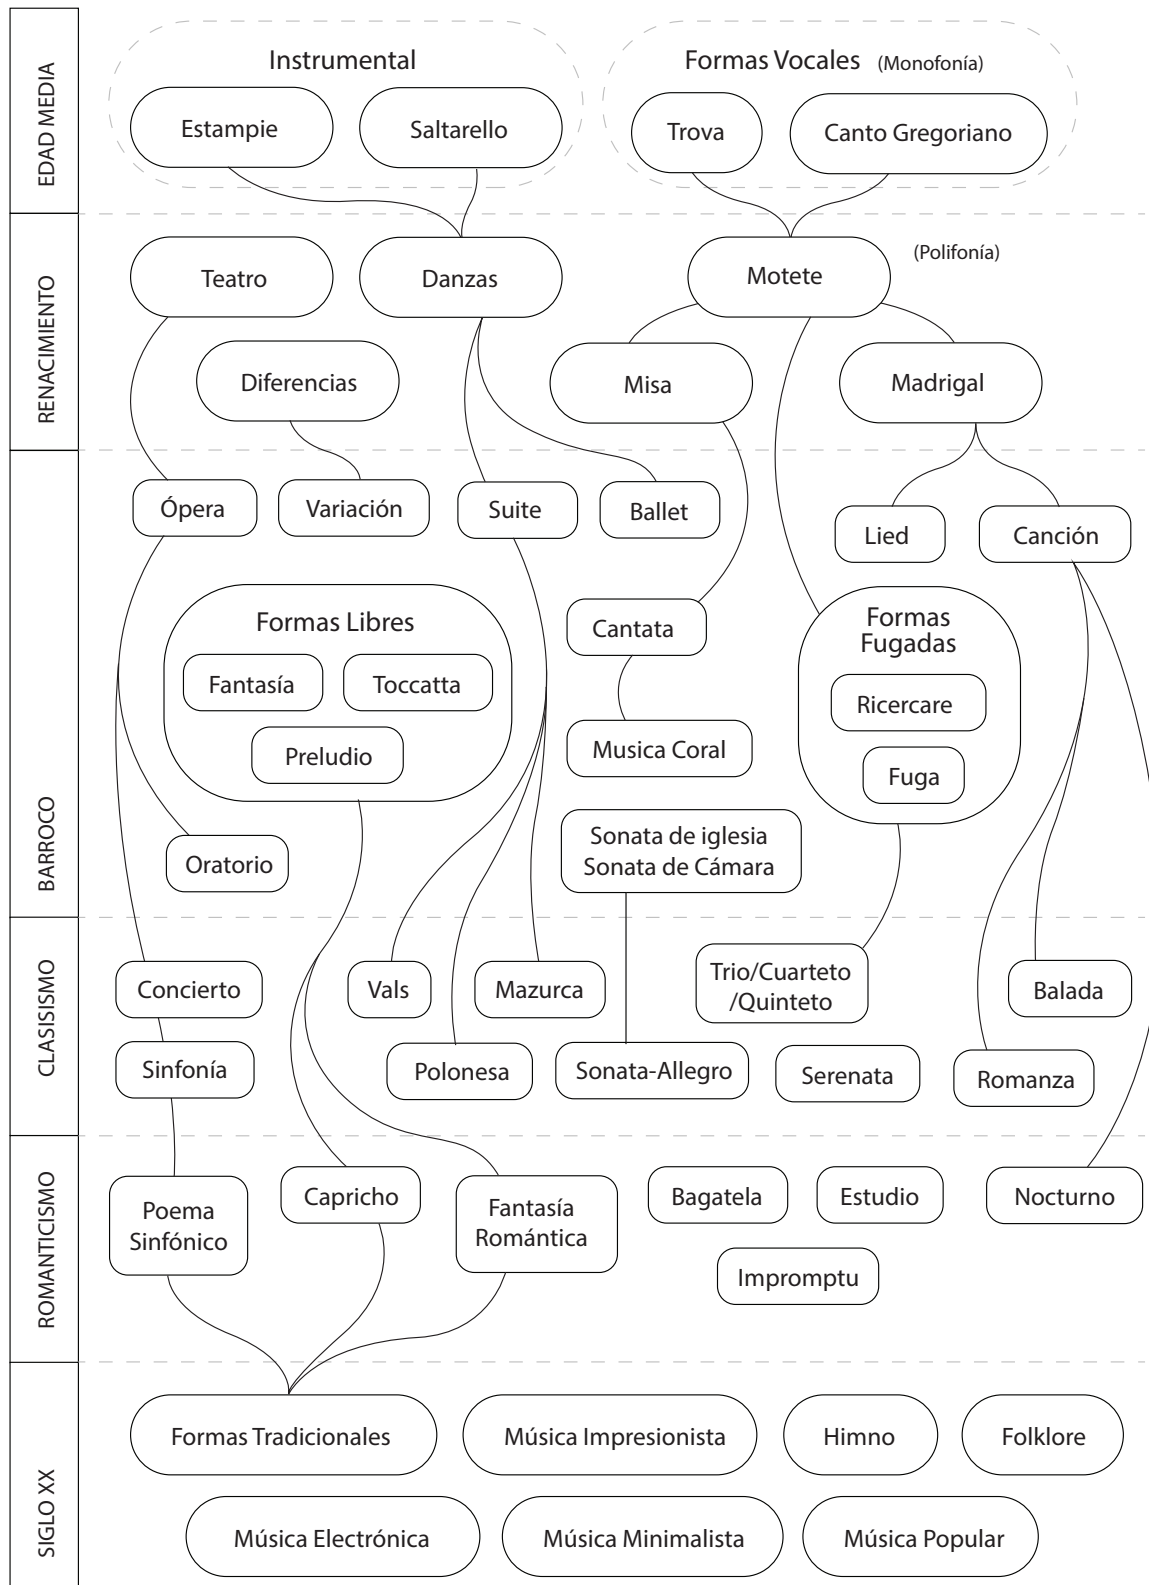 EDAD MEDIA
Instrumental
Formas Vocales (Monofonía)
Estampie
Saltarello
Trova
Canto Gregoriano
RENACIMIENTO
Teatro
Danzas
Motete
(Polifonía)
Diferencias
Misa
Madrigal
BARROCO
Ópera
Variación
Suite
Ballet
Lied
Canción
Formas Libres
Fantasía
Toccatta
Preludio
Cantata
Formas
Fugadas
Ricercare
Fuga
Musica Coral
Oratorio
Sonata de iglesia
Sonata de Cámara
CLASISISMO
Concierto
Vals
Mazurca
Trio/Cuarteto
/Quinteto
Balada
Sinfonía
Polonesa
Sonata-Allegro
Serenata
Romanza
ROMANTICISMO
Poema
Sinfónico
Capricho
Fantasía
Romántica
Bagatela
Estudio
Nocturno
Impromptu
SIGLO XX
Formas Tradicionales
Música Impresionista
Himno
Folklore
Música Electrónica
Música Minimalista
Música Popular